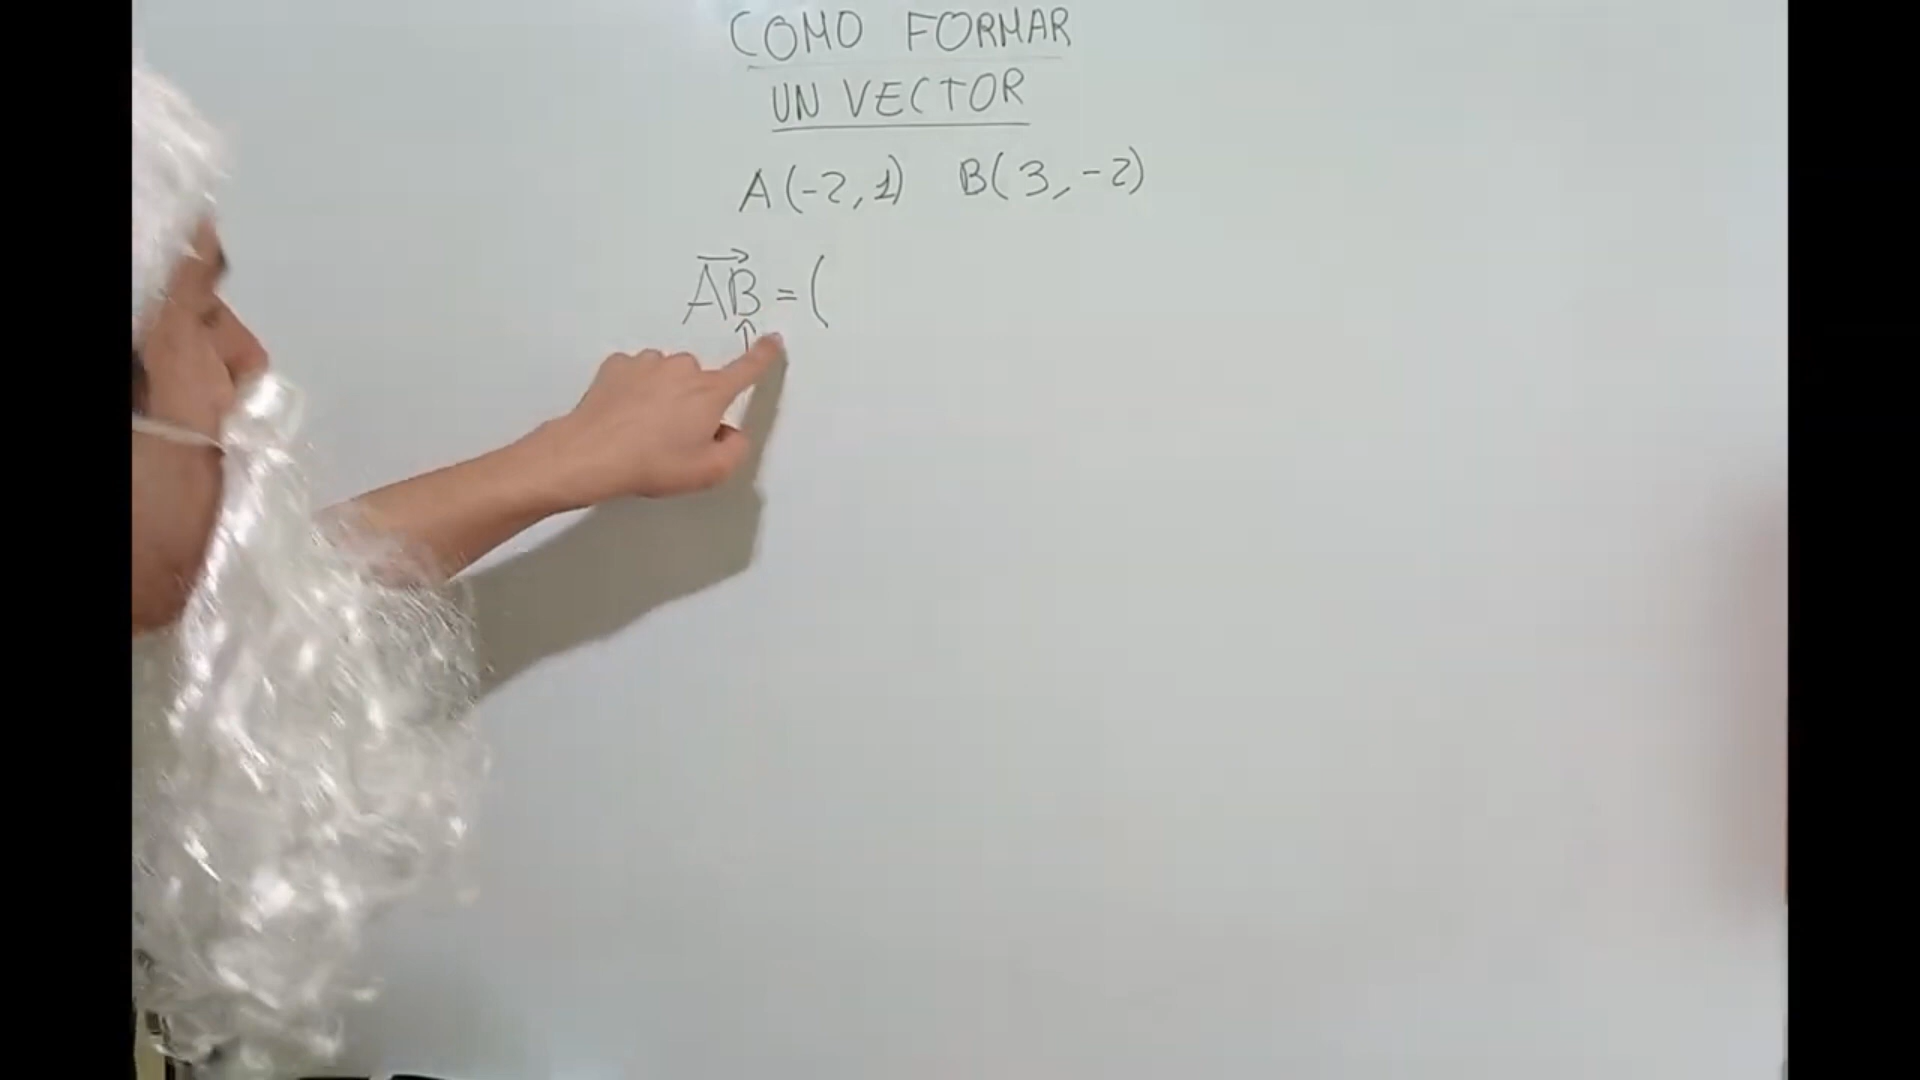 COMO FORMAR
UN VECTOR
A(-2,1) B(3,-2)
AB = (